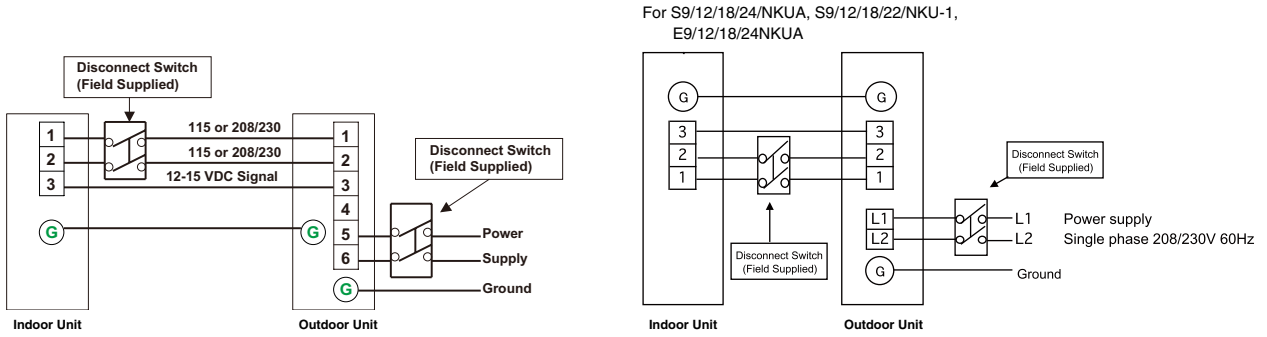 Disconnect Switch
(Field Supplied)
1
115 or 208/230
1
2
115 or 208/230
2
3
12-15 VDC Signal
3
4
G
G
5
Power
6
Supply
G
Ground
Disconnect Switch
(Field Supplied)
Indoor Unit
Outdoor Unit
For S9/12/18/24/NKUA, S9/12/18/22/NKU-1,
E9/12/18/24NKUA
G
G
3
3
2
2
1
1
Disconnect Switch
(Field Supplied)
L1
L1
Power supply
L2
L2
Single phase 208/230V 60Hz
Disconnect Switch
(Field Supplied)
G
Ground
Indoor Unit
Outdoor Unit